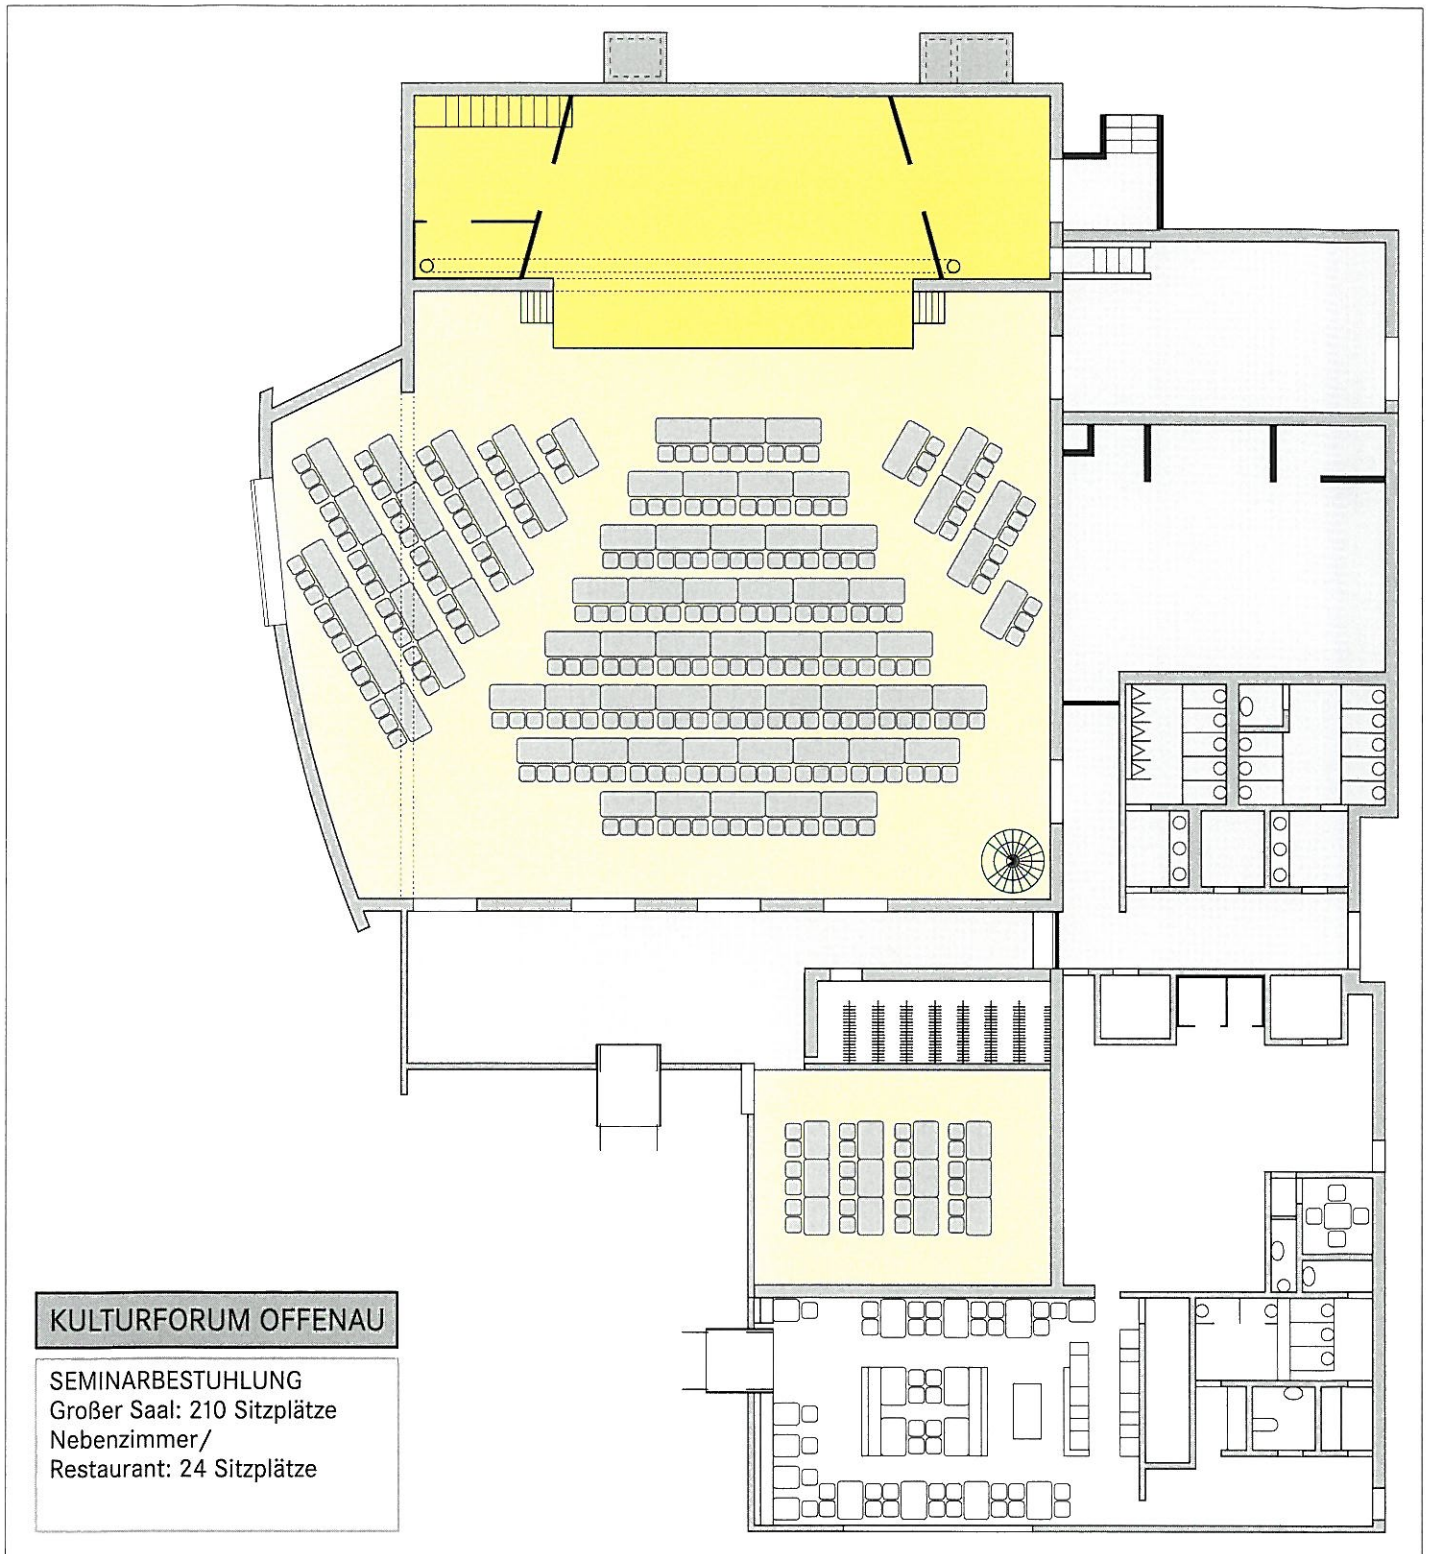 KULTURFORUM OFFENAU
SEMINARBESTUHLUNG
Großer Saal: 210 Sitzplätze
Nebenzimmer/
Restaurant: 24 Sitzplätze